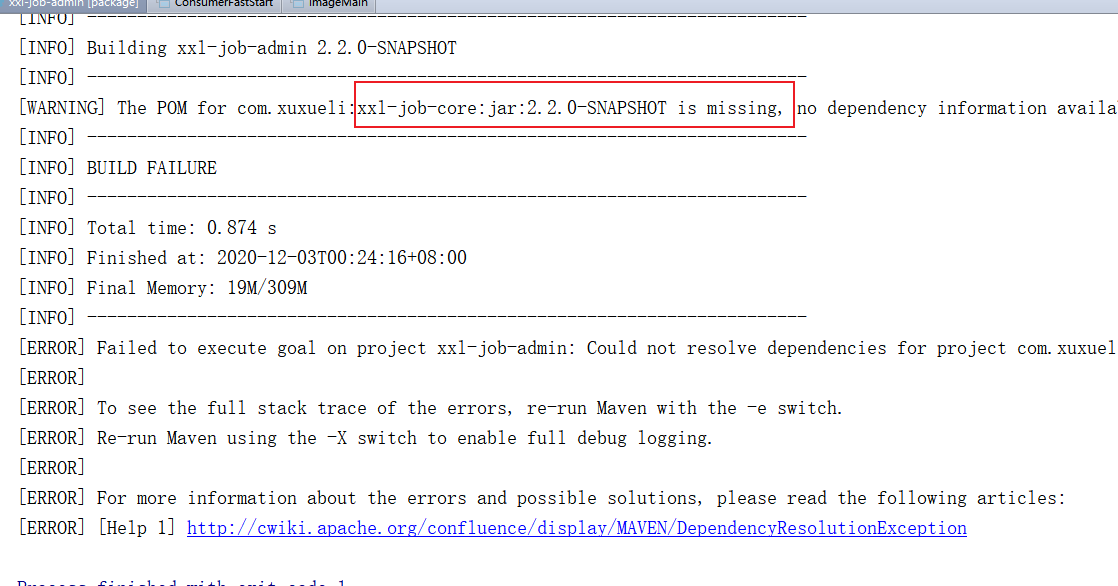 xxl-job-admin [package] ConsumerFastStart ImageMain
[INFO] ------------------------------------------------------------------------
[INFO] Building xxl-job-admin 2.2.0-SNAPSHOT
[INFO] ------------------------------------------------------------------------
[WARNING] The POM for com.xuxueli:xxl-job-core:jar:2.2.0-SNAPSHOT is missing, no dependency information
[INFO] ------------------------------------------------------------------------
[INFO] BUILD FAILURE
[INFO] ------------------------------------------------------------------------
[INFO] Total time: 0.874 s
[INFO] Finished at: 2020-12-03T00:24:16+08:00
[INFO] Final Memory: 19M/309M
[INFO] ------------------------------------------------------------------------
[ERROR] Failed to execute goal on project xxl-job-admin: Could not resolve dependencies for project com.xuxuel
[ERROR]
[ERROR] To see the full stack trace of the errors, re-run Maven with the -e switch.
[ERROR] Re-run Maven using the -X switch to enable full debug logging.
[ERROR]
[ERROR] For more information about the errors and possible solutions, please read the following articles:
[ERROR] [Help 1] http://cwiki.apache.org/confluence/display/MAVEN/DependencyResolutionException
Process finished with exit code 1